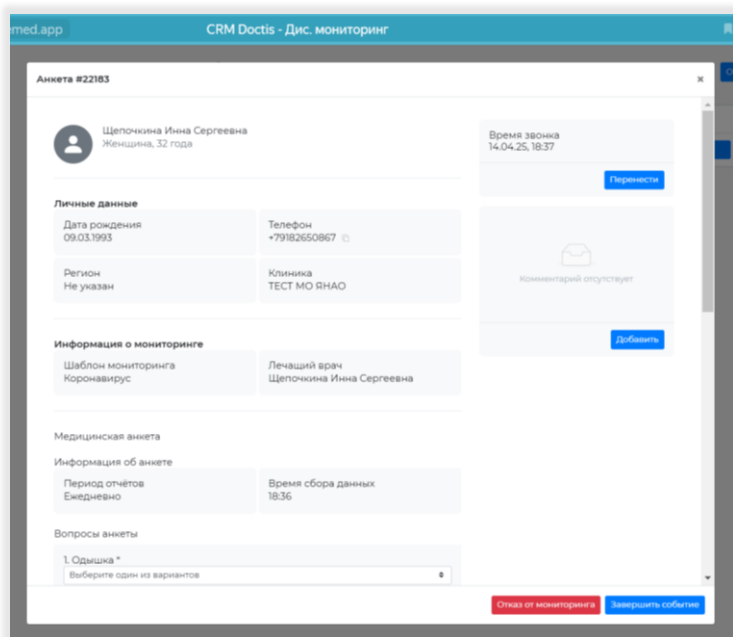 med.app
CRM Doctis - Дис. мониторинг
Анкета #22183
×
Щепочкина Инна Сергеевна
Женщина, 32 года
Личные данные
Дата рождения
09.03.1993
Телефон
+79182650867
Регион
Не указан
Клиника
ТЕСТ МО ЯНАО
Информация о мониторинге
Шаблон мониторинга
Коронавирус
Лечащий врач
Щепочкина Инна Сергеевна
Медицинская анкета
Информация об анкете
Период отчётов
Ежедневно
Время сбора данных
18:36
Вопросы анкеты
1. Одышка *
Выберите один из вариантов
Время звонка
14.04.25, 18:37
Перенести
Комментарий отсутствует
Добавить
Отказ от мониторинга
Завершить событие